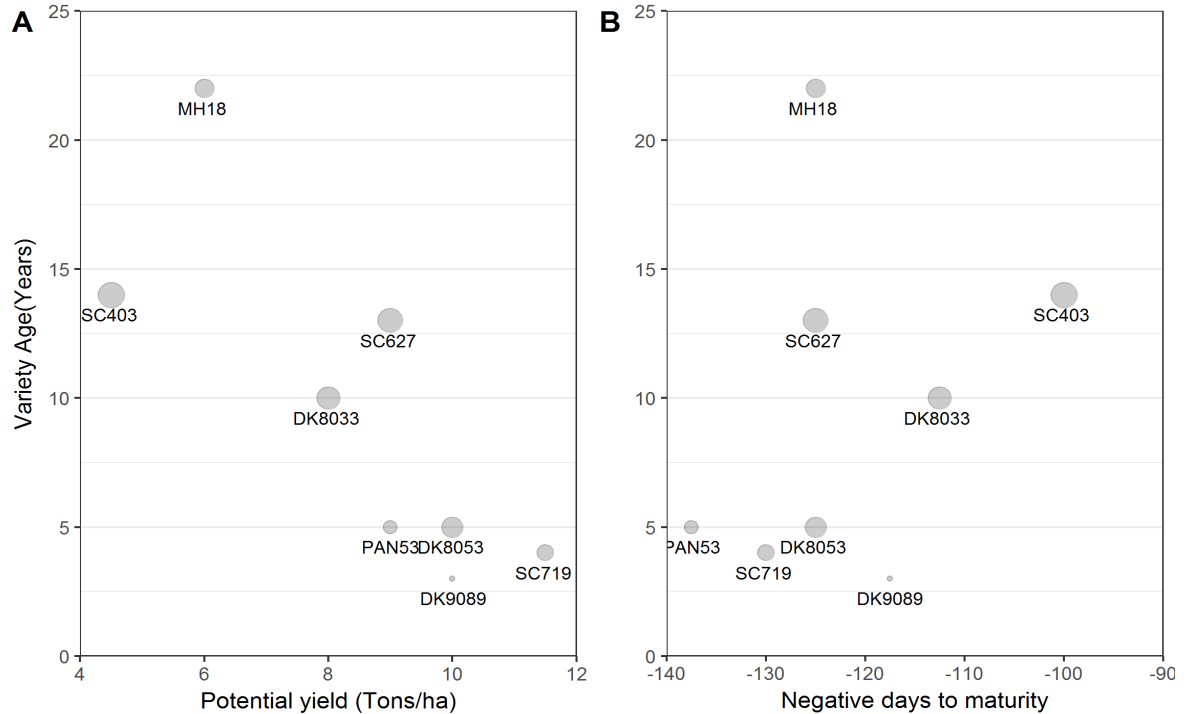 A
25
20
15
10
5
0
Variety Age(Years)
MH18
SC403
SC627
DK8033
PAN53
DK8053
SC719
DK9089
4 6 8 10 12
Potential yield (Tons/ha)
B
25
20
15
10
5
0
MH18
SC403
SC627
DK8033
PAN53
DK8053
SC719
DK9089
-140 -130 -120 -110 -100 -90
Negative days to maturity